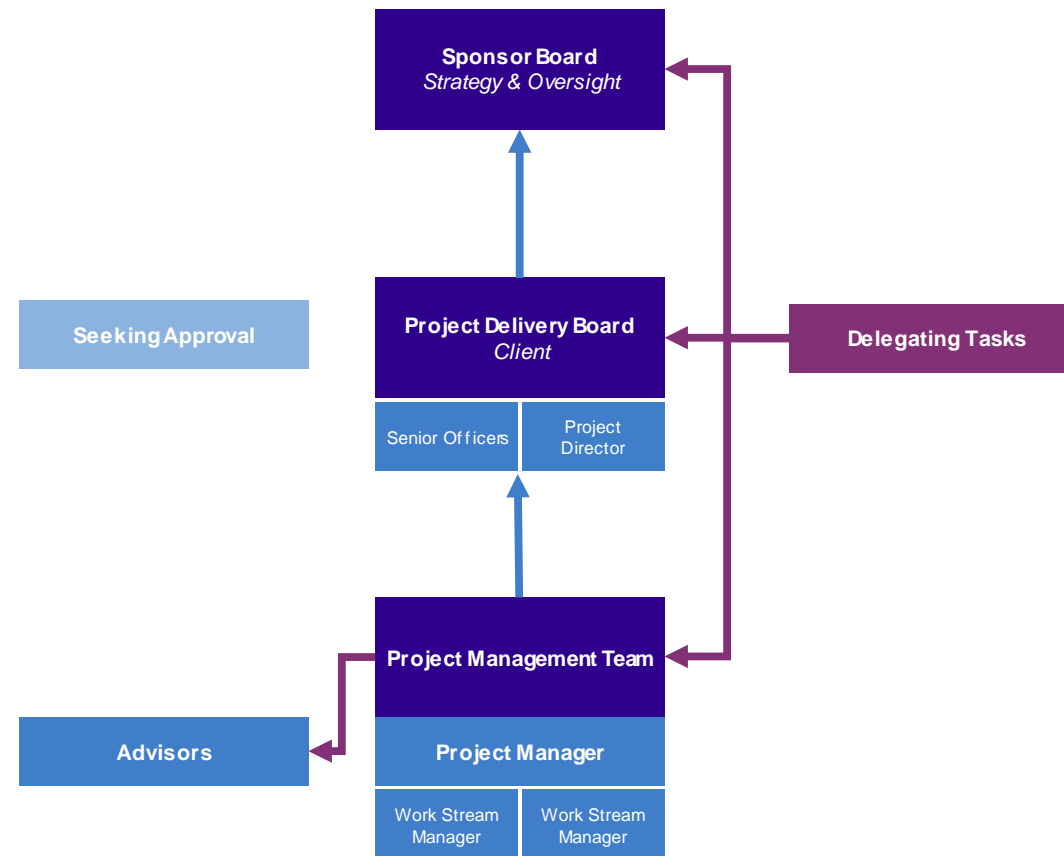 Sponsor Board
Strategy & Oversight
Seeking Approval
Project Delivery Board
Client
Delegating Tasks
Senior Officers
Project
Director
Project Management Team
Advisors
Project Manager
Work Stream
Manager
Work Stream
Manager